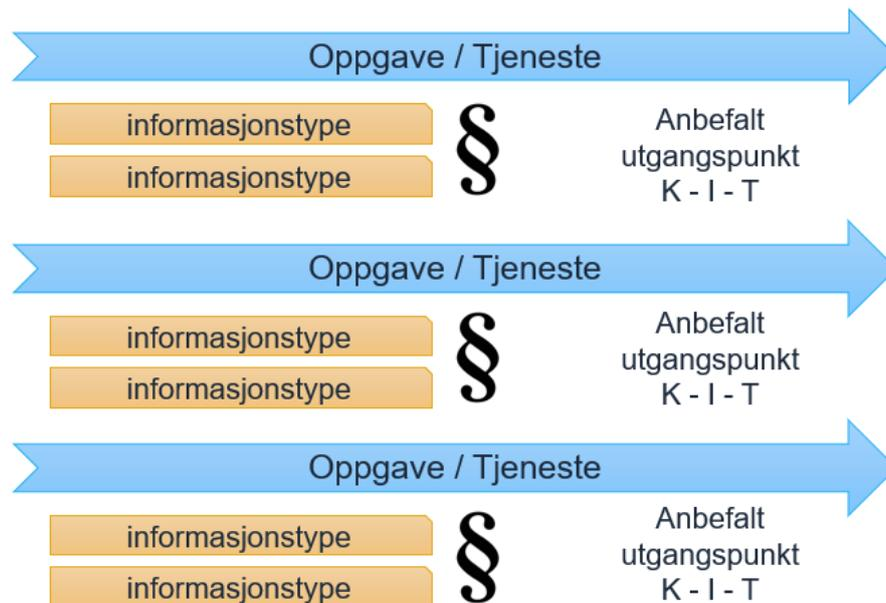 Oppgave / Tjeneste
informasjonstype
informasjonstype
§
Anbefalt
utgangspunkt
K - I - T
Oppgave / Tjeneste
informasjonstype
informasjonstype
§
Anbefalt
utgangspunkt
K - I - T
Oppgave / Tjeneste
informasjonstype
informasjonstype
§
Anbefalt
utgangspunkt
K - I - T